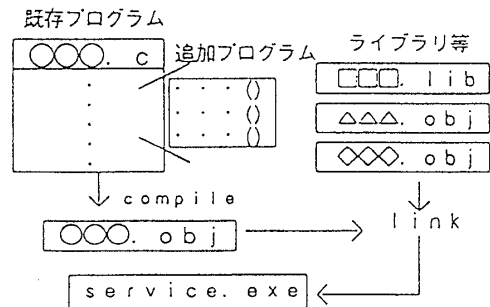 既存プログラム
○○○. c
追加プログラム
. . . ()
. . . ()
. . . ()
ライブラリ等
□□□. lib
△△△. obj
◇◇◇. obj
compile
○○○. obj
link
service. exe